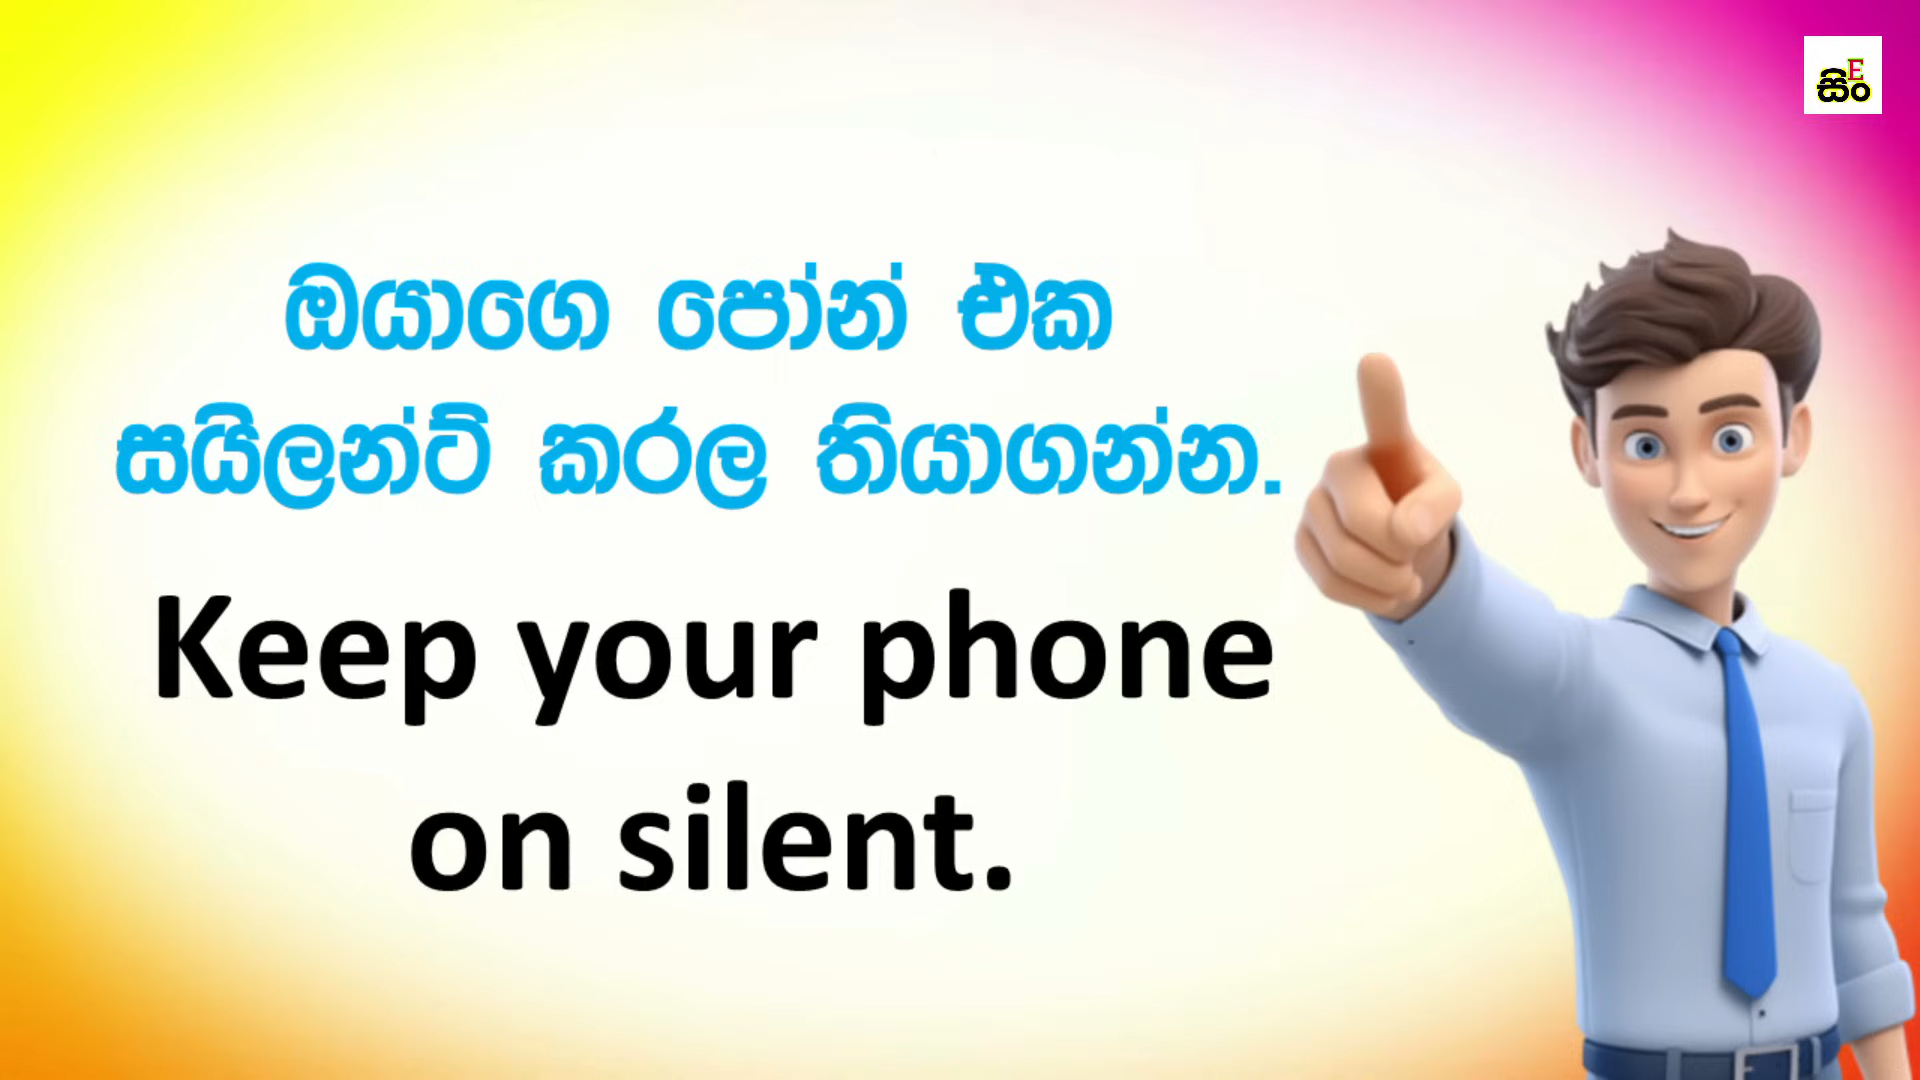 සිං
E
ඔයාගෙ පෝන් එක
සයිලන්ට් කරල තියාගන්න.
Keep your phone
on silent.